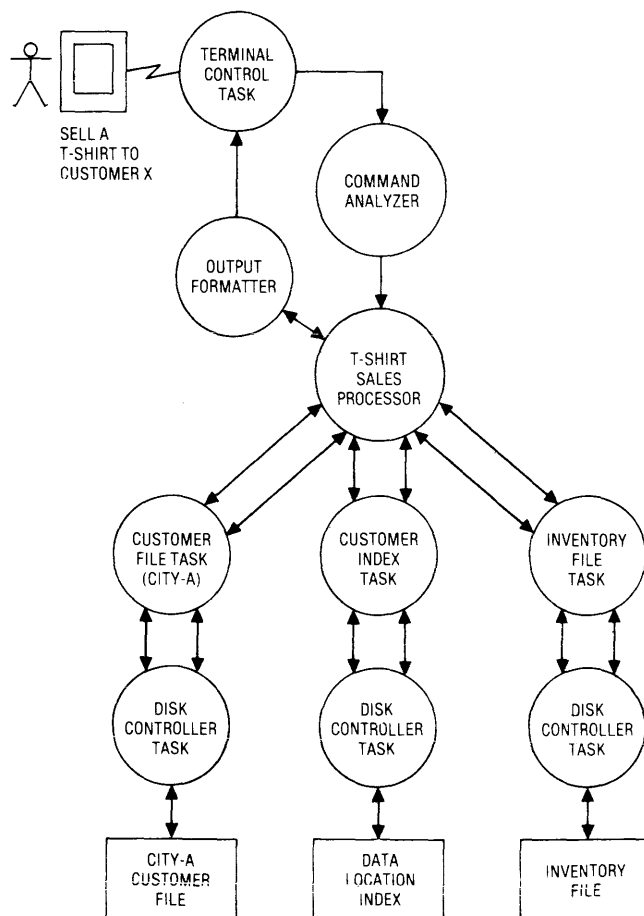 TERMINAL
CONTROL
TASK
SELL A
T-SHIRT TO
CUSTOMER X
COMMAND
ANALYZER
OUTPUT
FORMATTER
T-SHIRT
SALES
PROCESSOR
CUSTOMER
FILE TASK
(CITY-A)
CUSTOMER
INDEX
TASK
INVENTORY
FILE
TASK
DISK
CONTROLLER
TASK
DISK
CONTROLLER
TASK
DISK
CONTROLLER
TASK
CITY-A
CUSTOMER
FILE
DATA
LOCATION
INDEX
INVENTORY
FILE